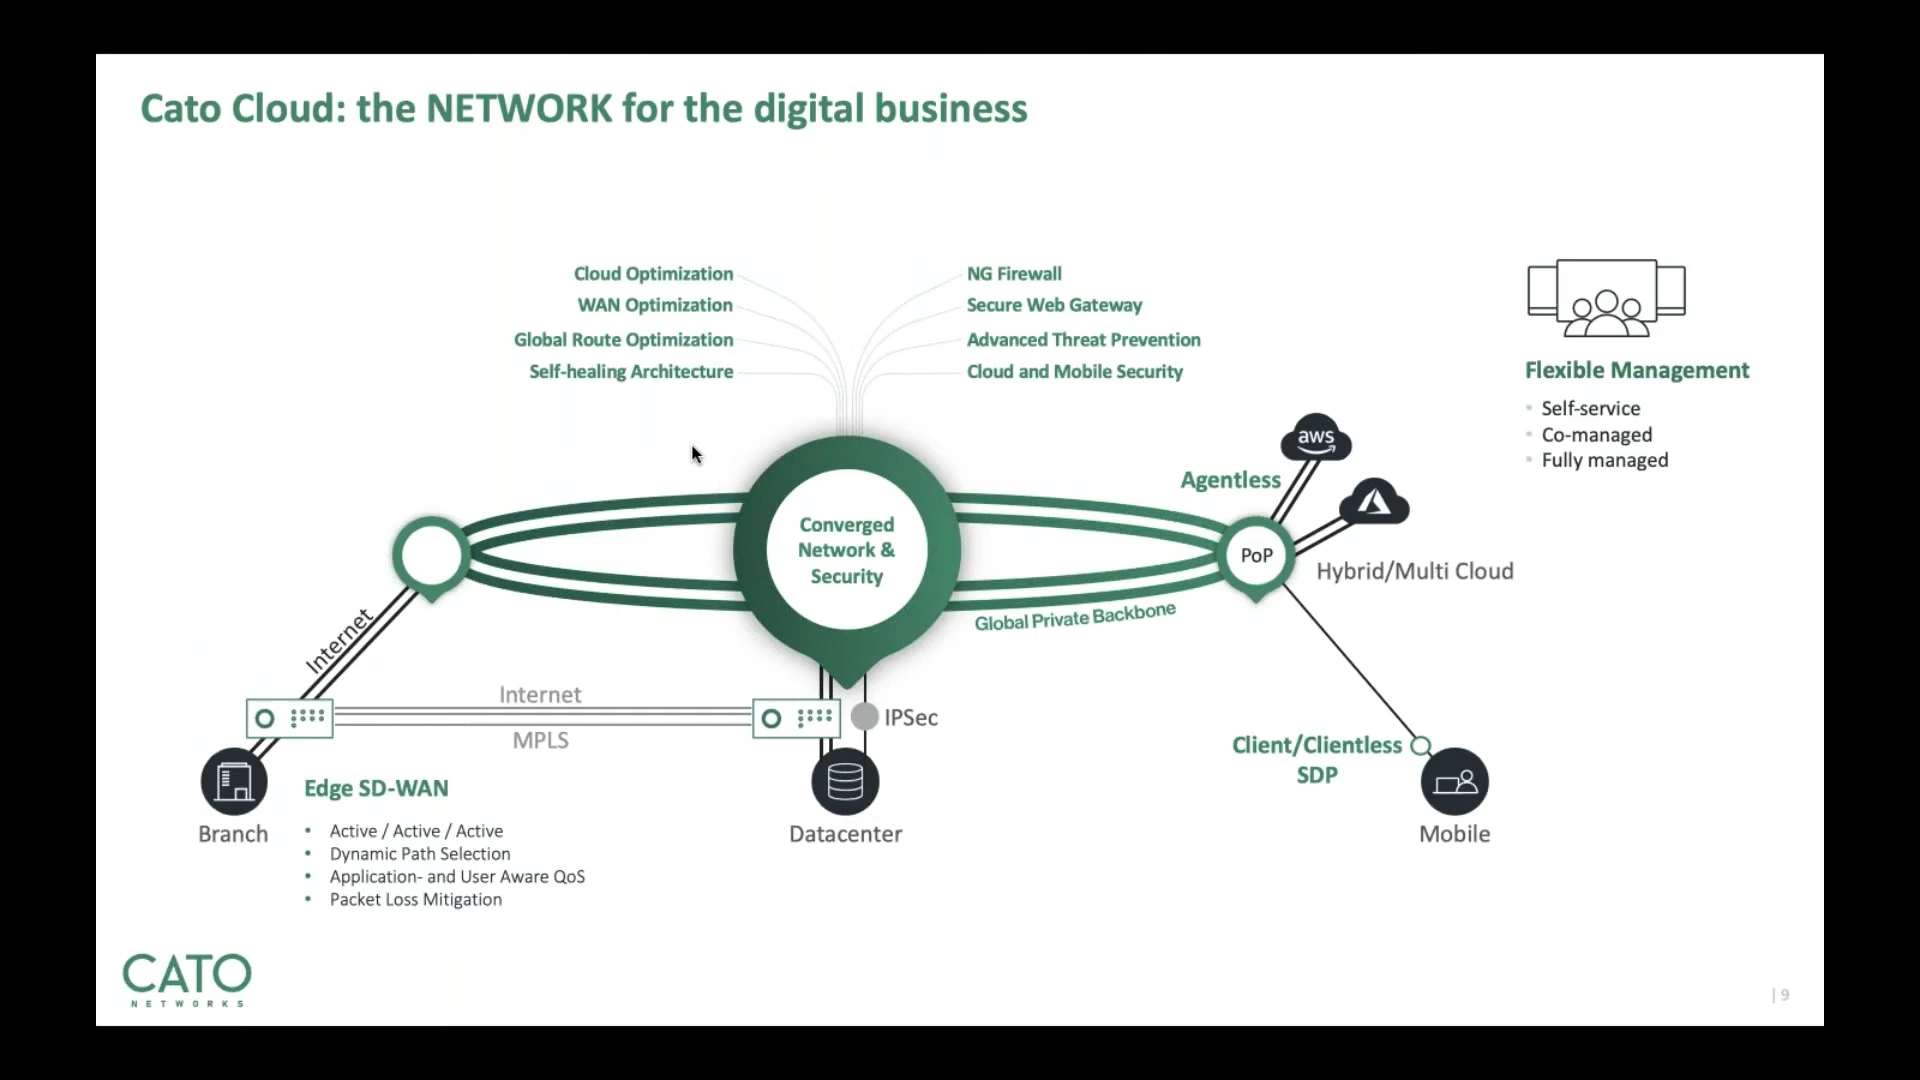 Cato Cloud: the NETWORK for the digital business
Cloud Optimization
WAN Optimization
Global Route Optimization
Self-healing Architecture
NG Firewall
Secure Web Gateway
Advanced Threat Prevention
Cloud and Mobile Security
Flexible Management
• Self-service
• Co-managed
• Fully managed
aws
Agentless
Converged
Network &
Security
PoP
Hybrid/Multi Cloud
Global Private Backbone
Internet
Internet
MPLS
IPSec
Client/Clientless
SDP
Branch
Edge SD-WAN
• Active / Active / Active
• Dynamic Path Selection
• Application- and User Aware QoS
• Packet Loss Mitigation
Datacenter
Mobile
CATO
NETWORKS
| 9